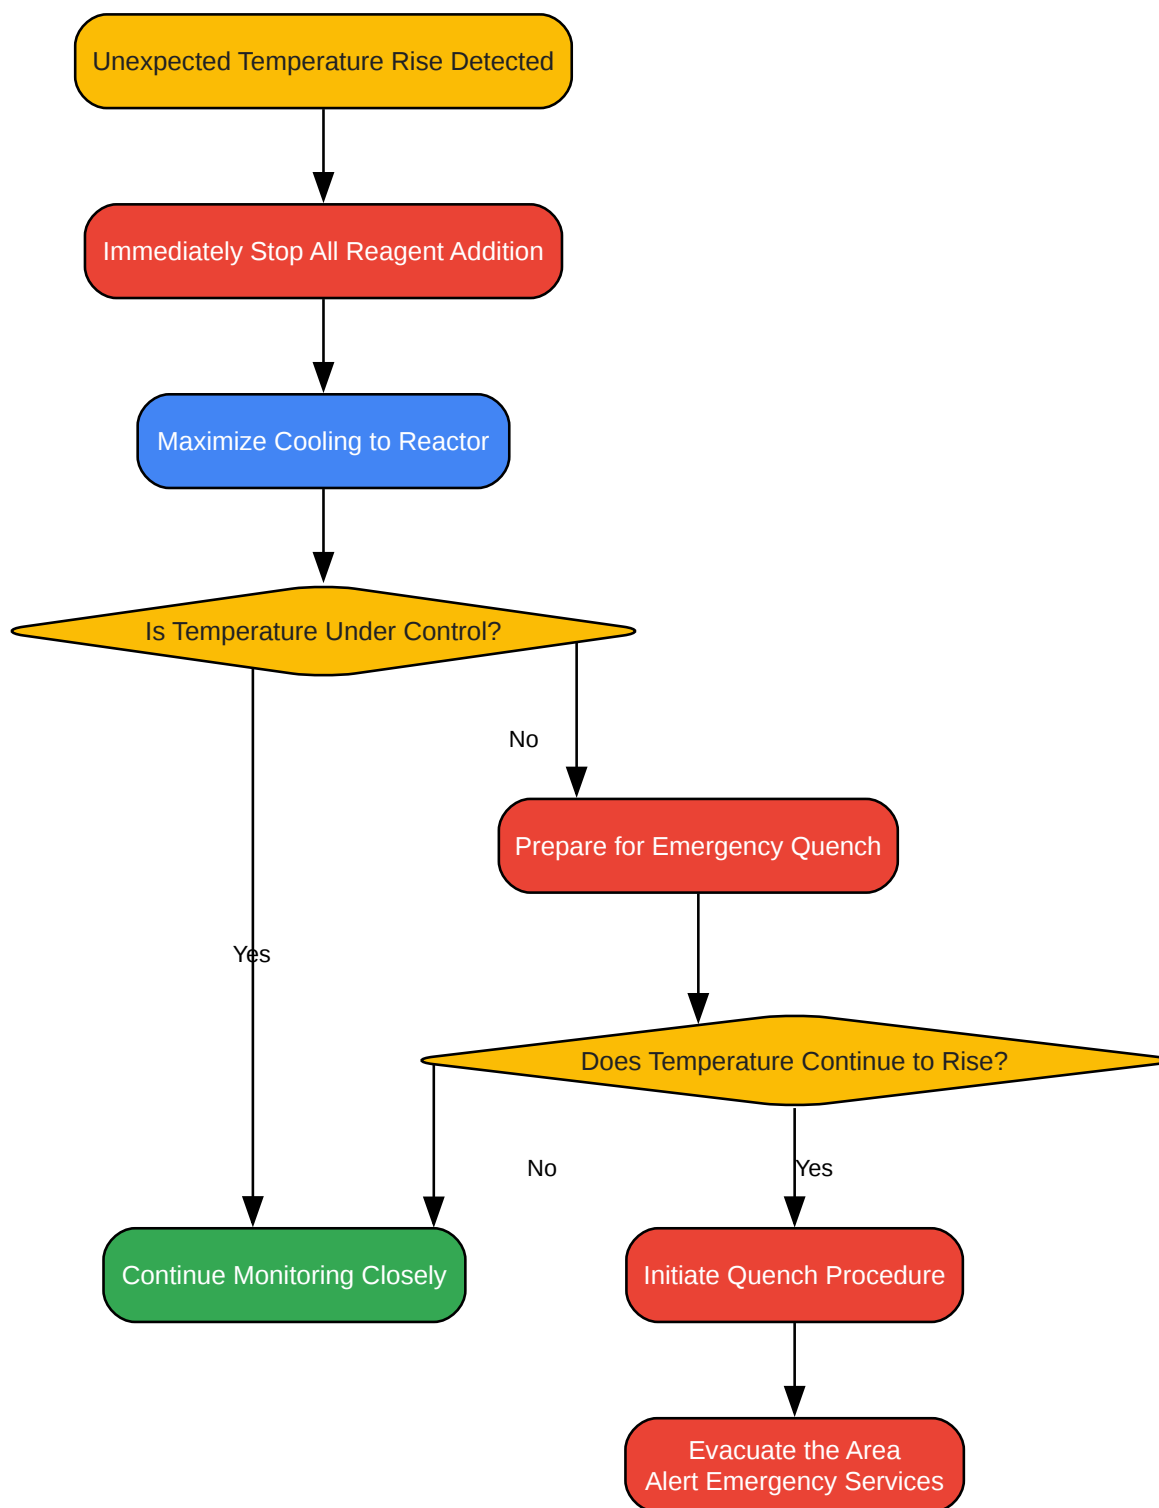 Unexpected Temperature Rise Detected
Immediately Stop All Reagent Addition
Maximize Cooling to Reactor
Is Temperature Under Control?
No
Prepare for Emergency Quench
Yes
Does Temperature Continue to Rise?
No
Yes
Continue Monitoring Closely
Initiate Quench Procedure
Evacuate the Area
Alert Emergency Services